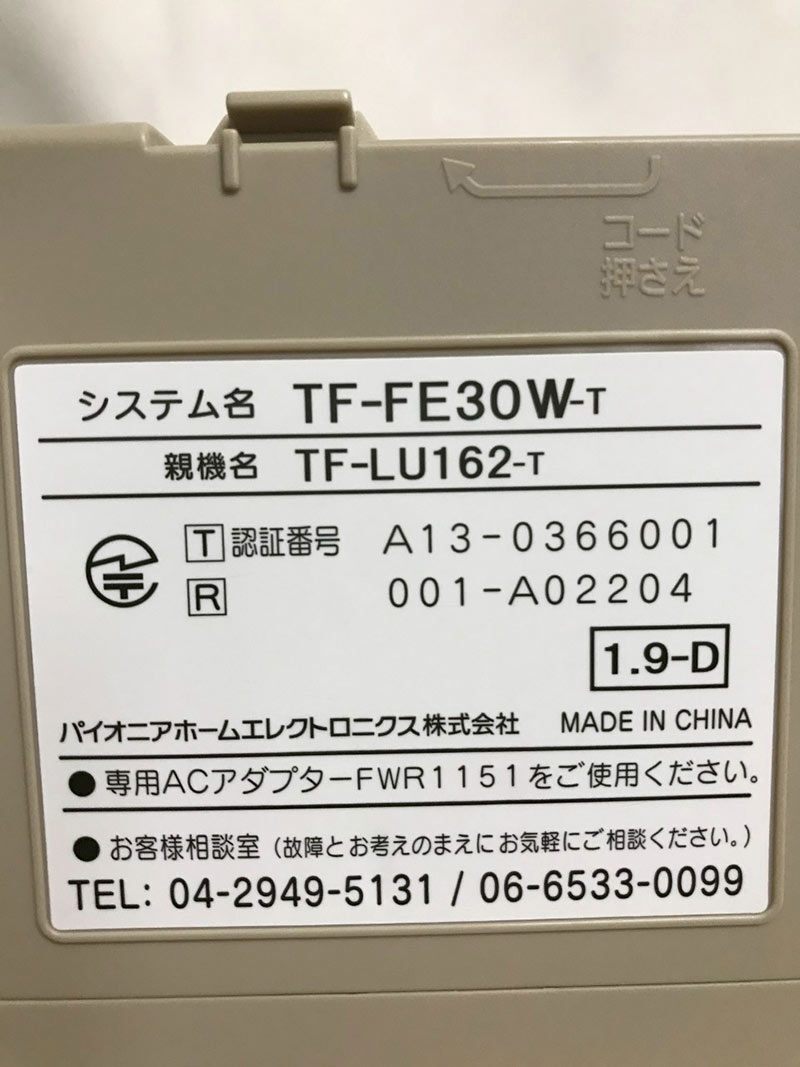 コード
押さえ
システム名 TF-FE30W-T
親機名 TF-LU162-T
T 認証番号 A13-0366001
R 001-A02204
1.9-D
パイオニアホームエレクトロニクス株式会社 MADE IN CHINA
●専用ACアダプターFWR1151をご使用ください。
●お客様相談室(故障とお考えのまえにお気軽にご相談ください。)
TEL: 04-2949-5131 / 06-6533-0099